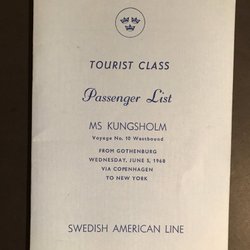 TOURIST CLASS
Passenger List
MS KUNGSHOLM
Voyage No. 10 Westbound
FROM GOTHENBURG
WEDNESDAY, JUNE 5, 1968
VIA COPENHAGEN
TO NEW YORK
SWEDISH AMERICAN LINE